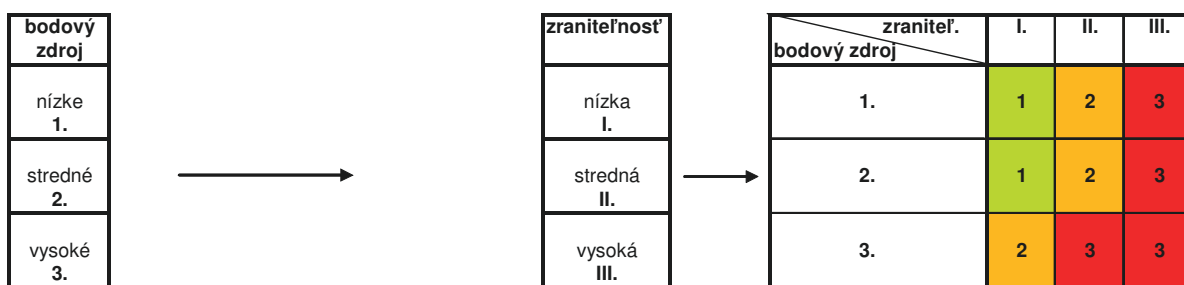 bodový
zdroj
nízke
1.
stredné
2.
vysoké
3.
zraniteľnosť
nízka
I.
stredná
II.
vysoká
III.
zraniteľ. I. II. III.
bodový zdroj
1. 1 2 3
2. 1 2 3
3. 2 3 3